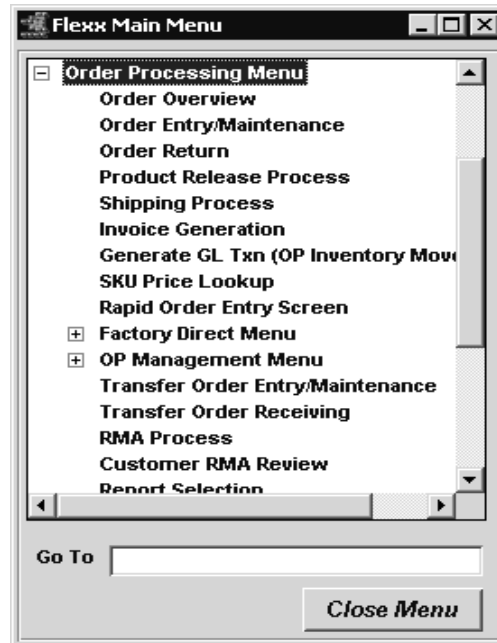 Flexx Main Menu
Order Processing Menu
Order Overview
Order Entry/Maintenance
Order Return
Product Release Process
Shipping Process
Invoice Generation
Generate GL Txn (OP Inventory Move
SKU Price Lookup
Rapid Order Entry Screen
Factory Direct Menu
OP Management Menu
Transfer Order Entry/Maintenance
Transfer Order Receiving
RMA Process
Customer RMA Review
Report Selection
Go To
Close Menu